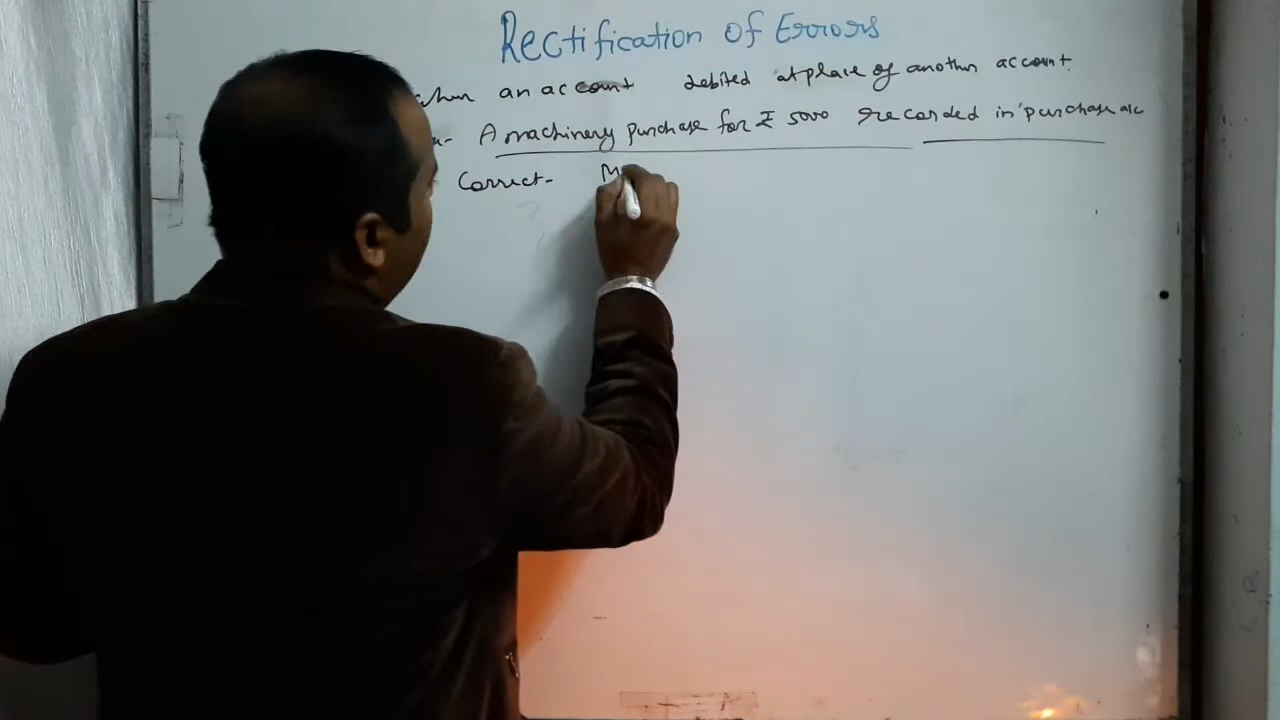 Rectification of Errors
when an account debited at place of another account.
- A machinery purchase for ₹ 5000 recorded in 'purchase a/c
Correct - M